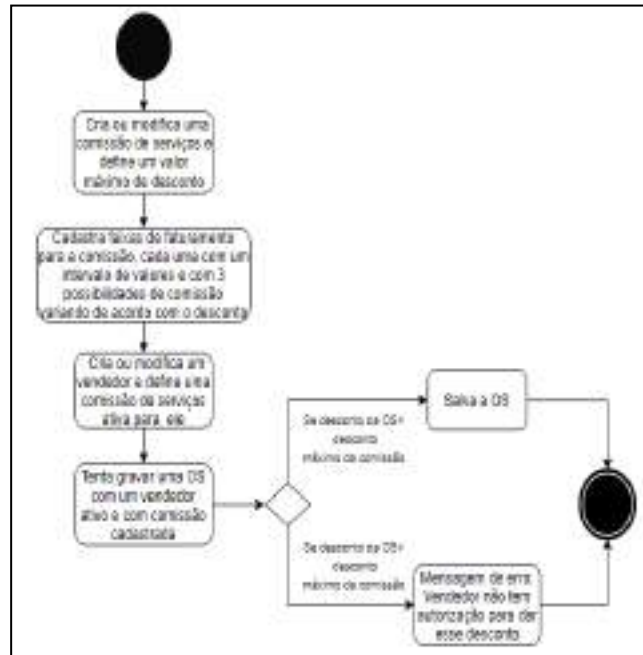 Cria ou modifica uma
comissão de serviços e
define um valor
máximo de desconto
Cadastra faixas de faturamento
para a comissão, cada uma com um
intervalo de valores e com 3
possibilidades de comissão
variando de acordo com o desconto
Cria ou modifica um
vendedor e define uma
comissão de serviços
ativa para ele
Tenta gravar uma OS
com um vendedor
ativo e com comissão
cadastrada
Se desconto da OS
desconto
máximo da comissão
Salva a OS
Se desconto da OS
desconto
máximo da comissão
Mensagem de erro:
Vendedor não tem
autorização para dar
esse desconto